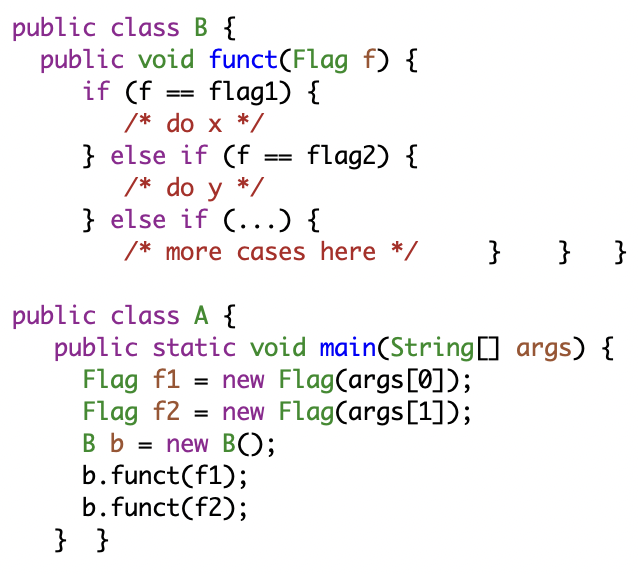 public class B {
  public void funct(Flag f) {
     if (f == flag1) {
        /* do x */
     } else if (f == flag2) {
        /* do y */
     } else if (...) {
        /* more cases here */     }    }   }

public class A {
   public static void main(String[] args) {
     Flag f1 = new Flag(args[0]);
     Flag f2 = new Flag(args[1]);
     B b = new B();
     b.funct(f1);
     b.funct(f2);
   }  }